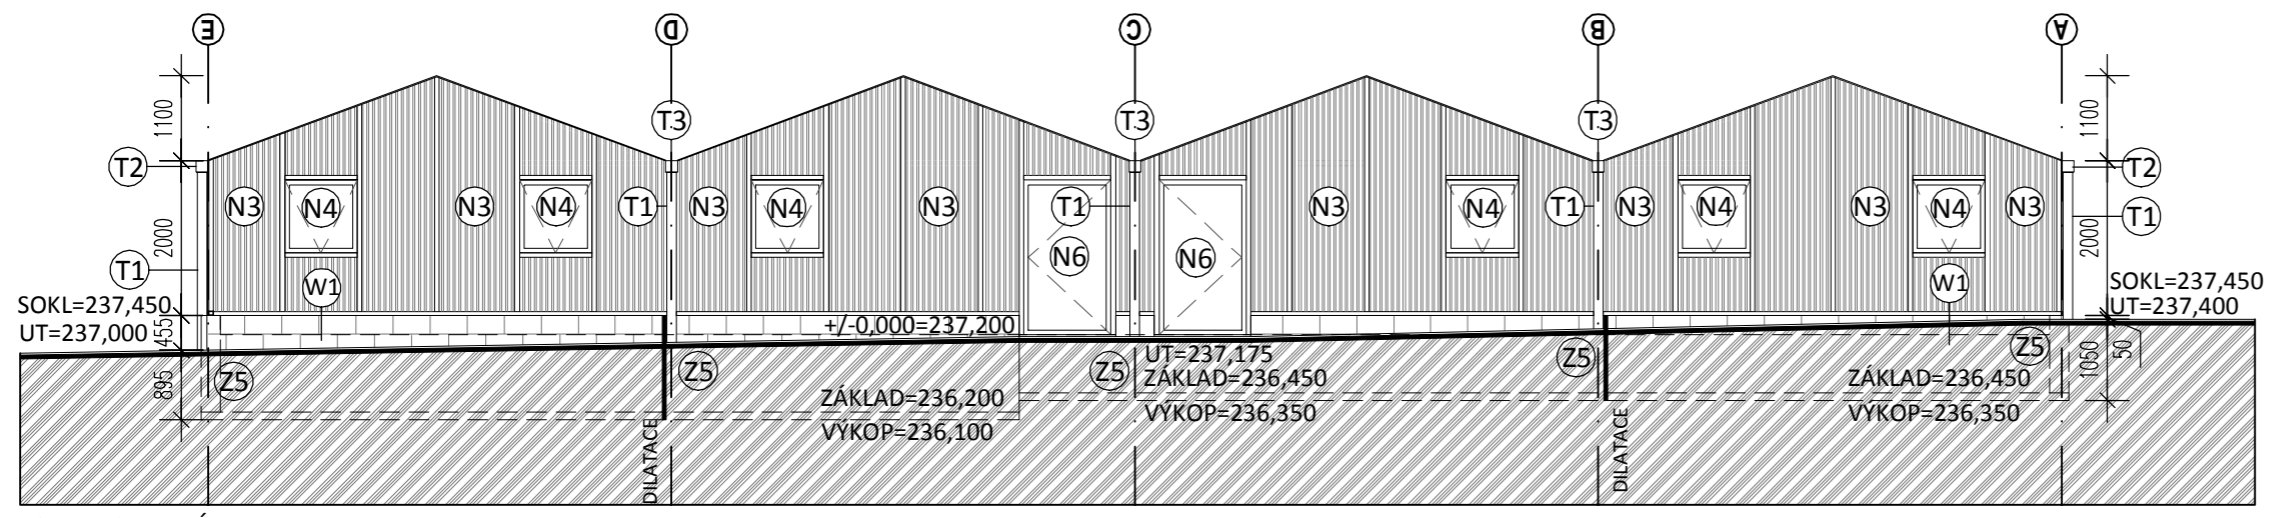 E D C B A
T3 T3 T3
1100 1100
T2 T2
N3 N4 N3 N4 T1 N3 N4 N3 T1 N3 N4 T1 N3 N4 N3 N4 N3 T1
2000 2000
T1 N6 N6
W1 W1
SOKL=237,450 SOKL=237,450
UT=237,000 UT=237,400
455 +/-0,000=237,200 50
Z5 Z5 Z5 Z5 Z5
UT=237,175
895 1050
ZÁKLAD=236,200 ZÁKLAD=236,450 ZÁKLAD=236,450
VÝKOP=236,100 VÝKOP=236,350 VÝKOP=236,350
DILATACE DILATACE